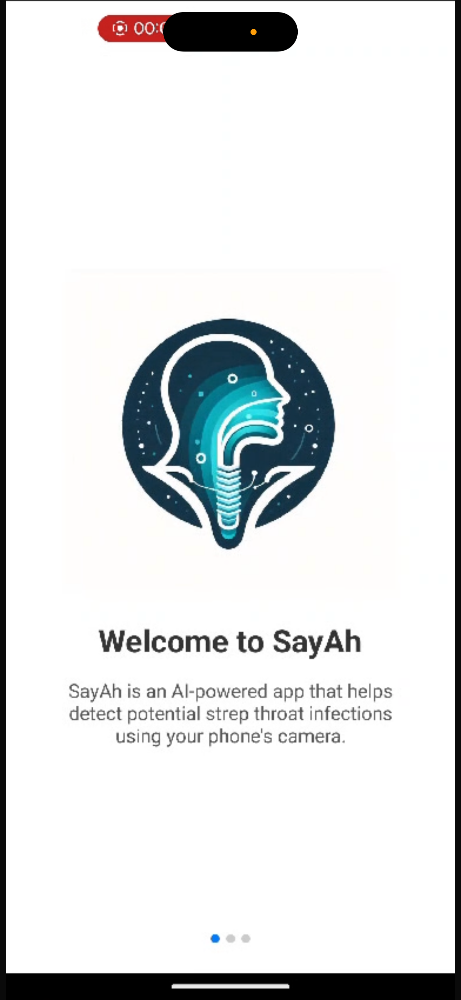 Welcome to SayAh
SayAh is an AI-powered app that helps
detect potential strep throat infections
using your phone's camera.